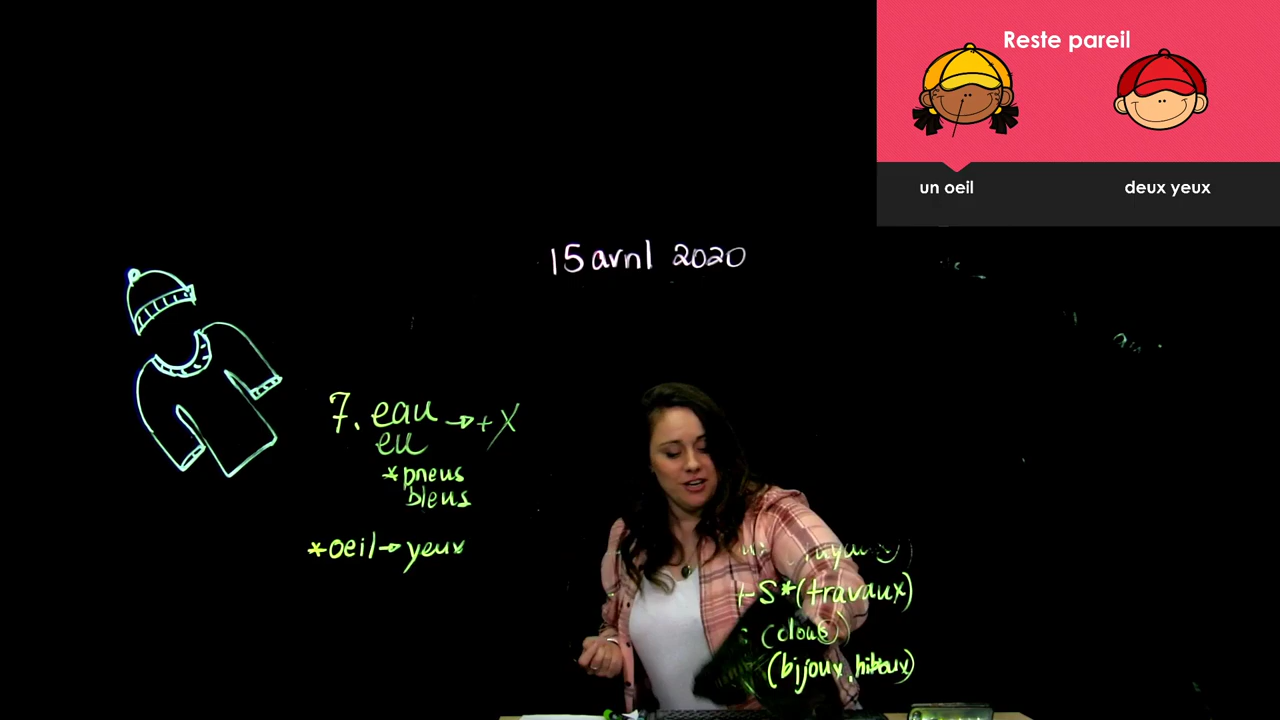 Reste pareil
un oeil
deux yeux
15 avril 2020
7. eau → + X
eu
*pneus
bleus
*oeil → yeux
S*(travaux)
(clous)
(bijoux, hiboux)